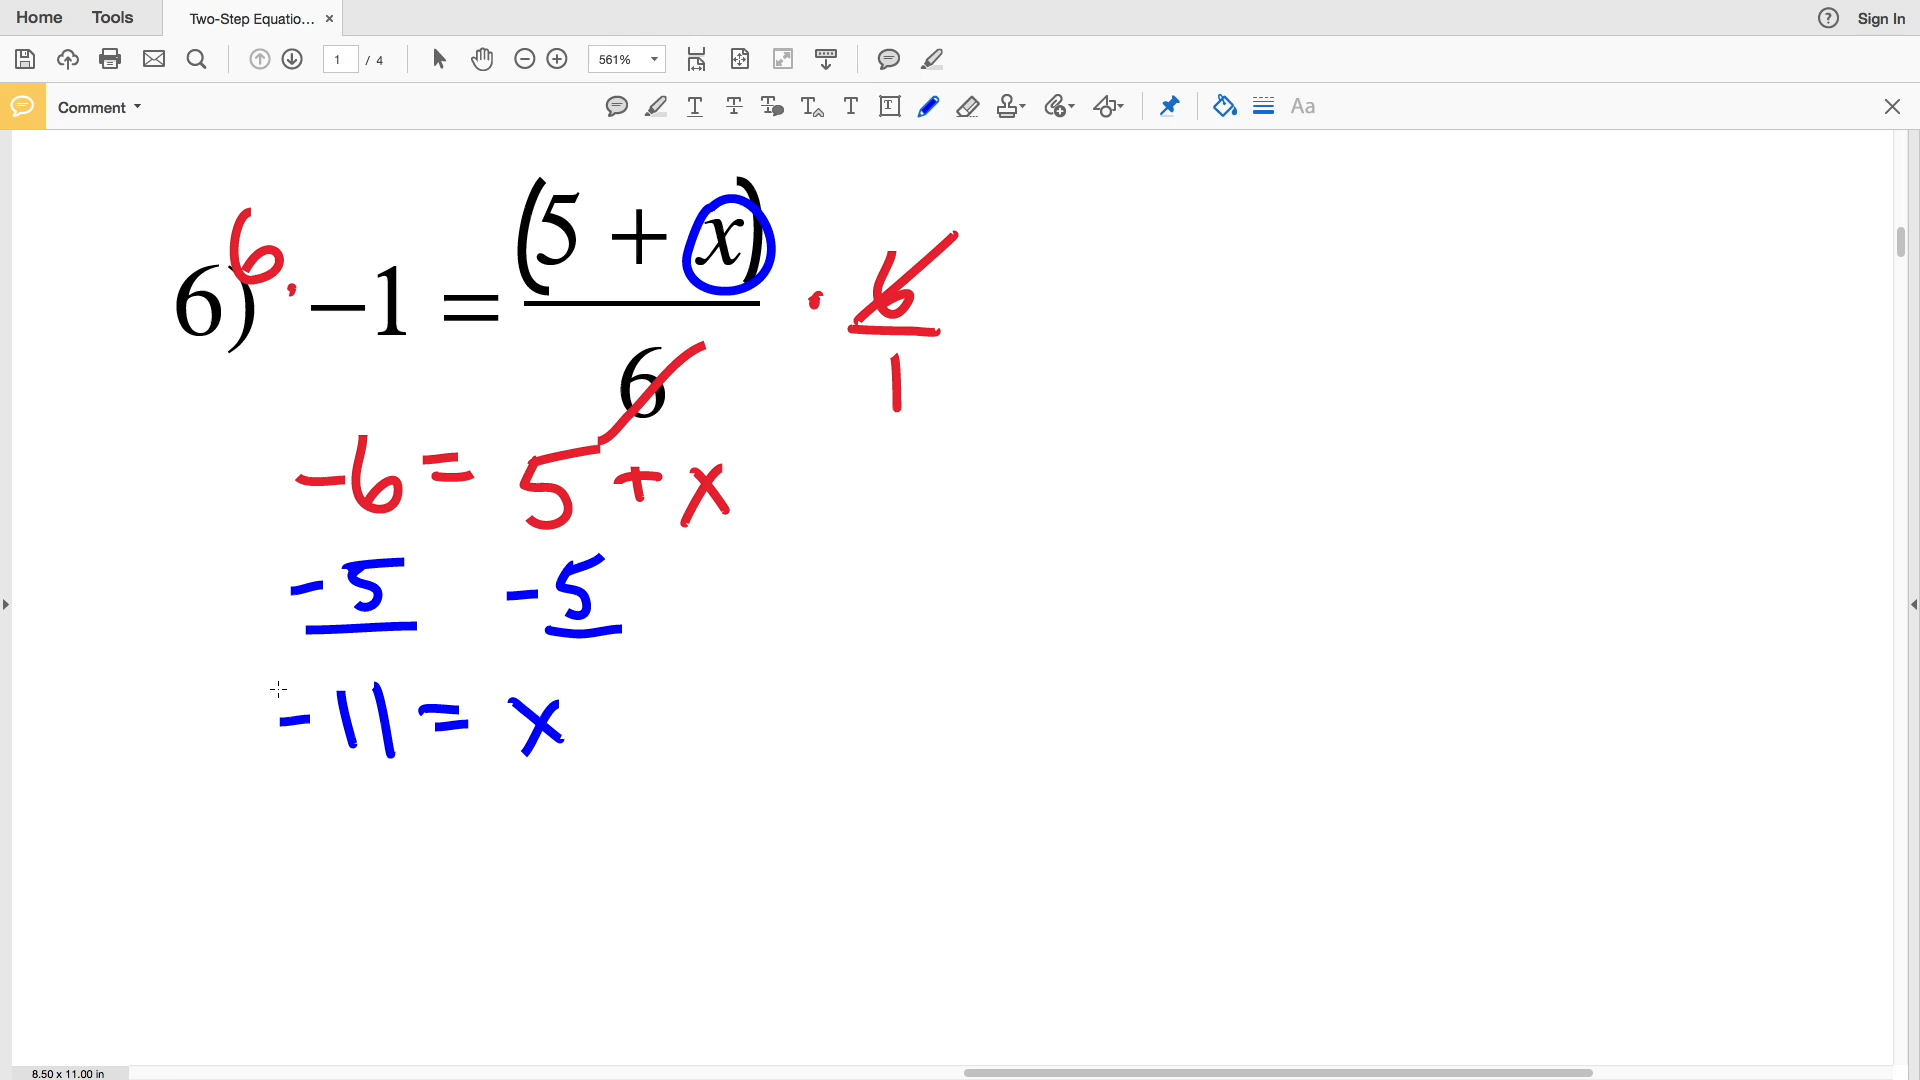 Home Tools Two-Step Equatio... × ? Sign In
1 / 4 561%
Comment Aa
6) 6· −1 = (5 + x) / 6 · 6 / 1
-6 = 5 + x
-5 -5
-11 = x
8.50 x 11.00 in